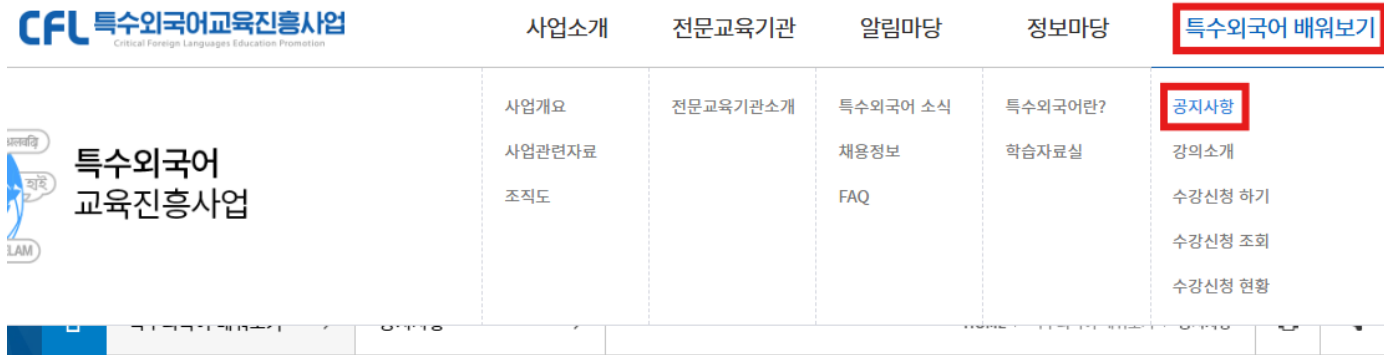 CFL 특수외국어교육진흥사업
Critical Foreign Languages Education Promotion
사업소개 전문교육기관 알림마당 정보마당 특수외국어 배워보기
사업개요 전문교육기관소개 특수외국어 소식 특수외국어란? 공지사항
사업관련자료 채용정보 학습자료실 강의소개
조직도 FAQ 수강신청 하기
수강신청 조회
수강신청 현황
특수외국어
교육진흥사업